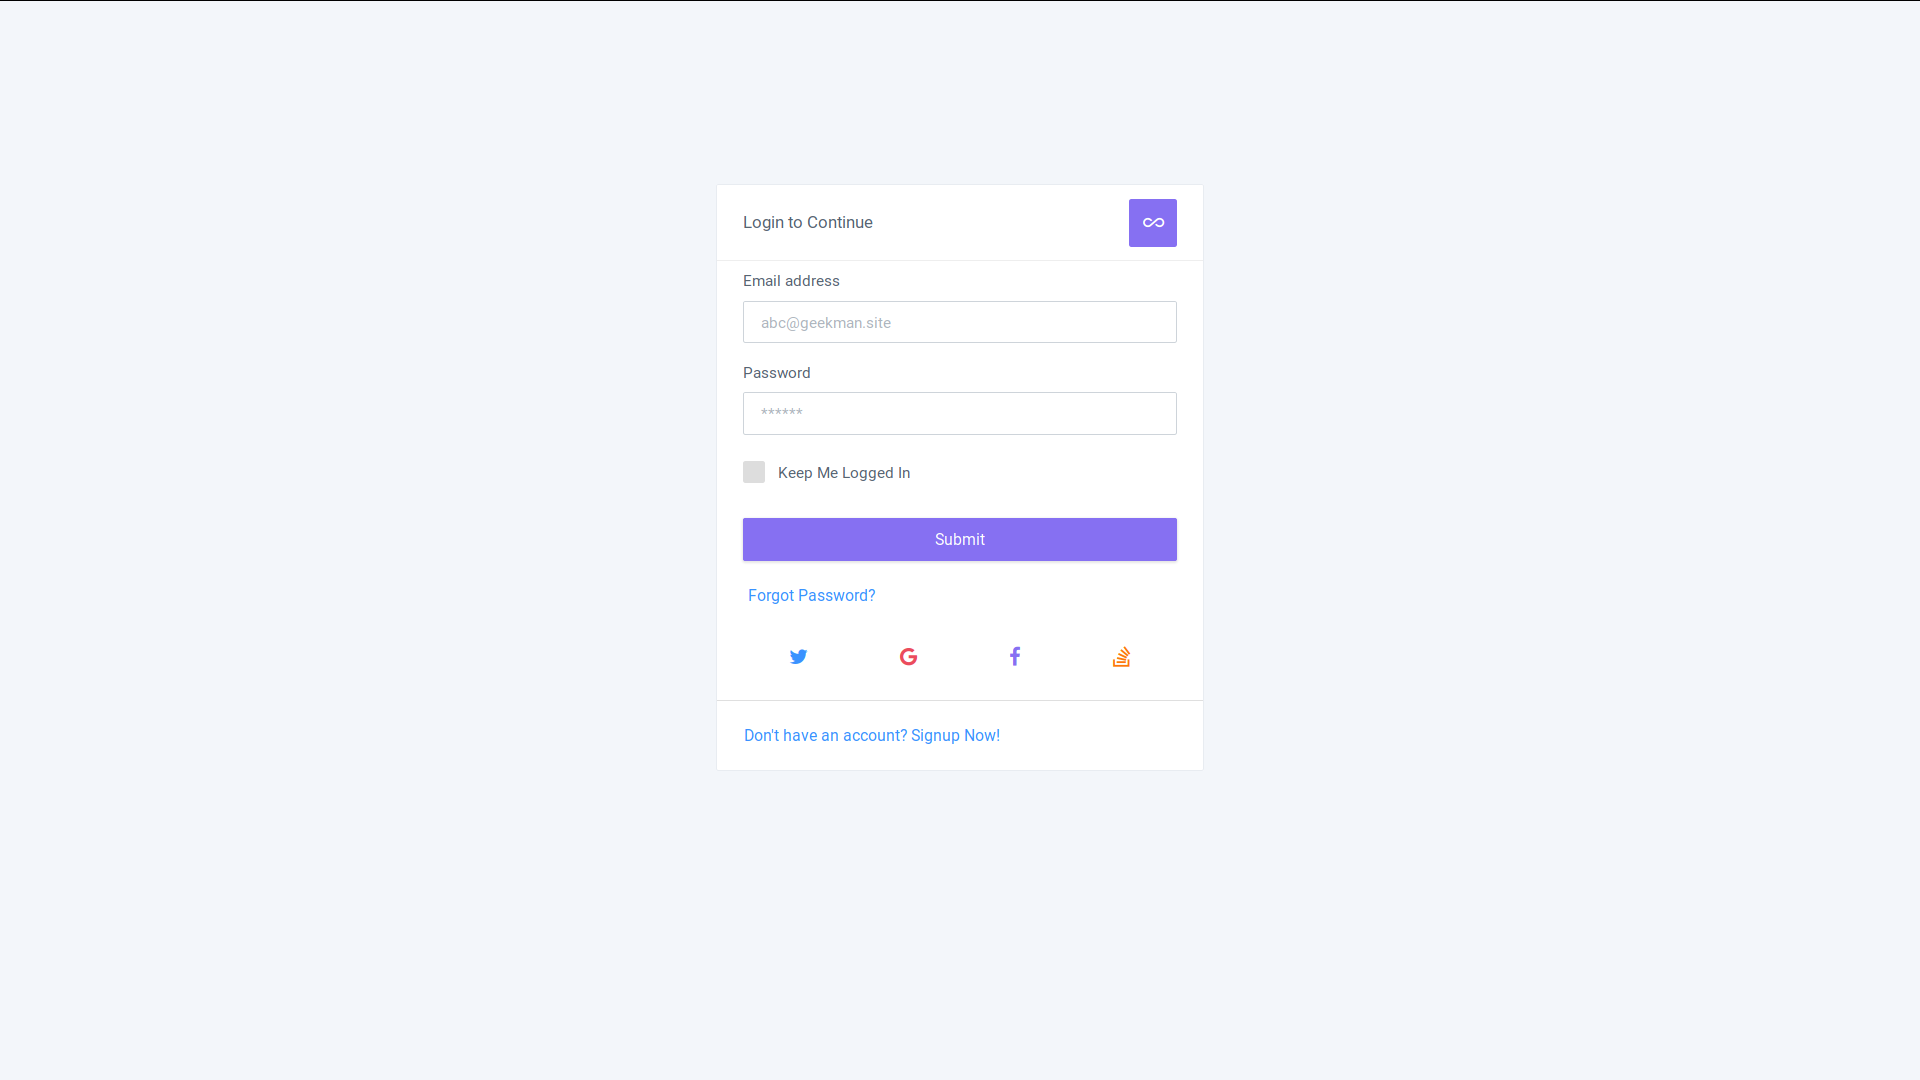 Login to Continue
Email address
abc@geekman.site
Password
******
Keep Me Logged In
Submit
Forgot Password?
Don't have an account? Signup Now!